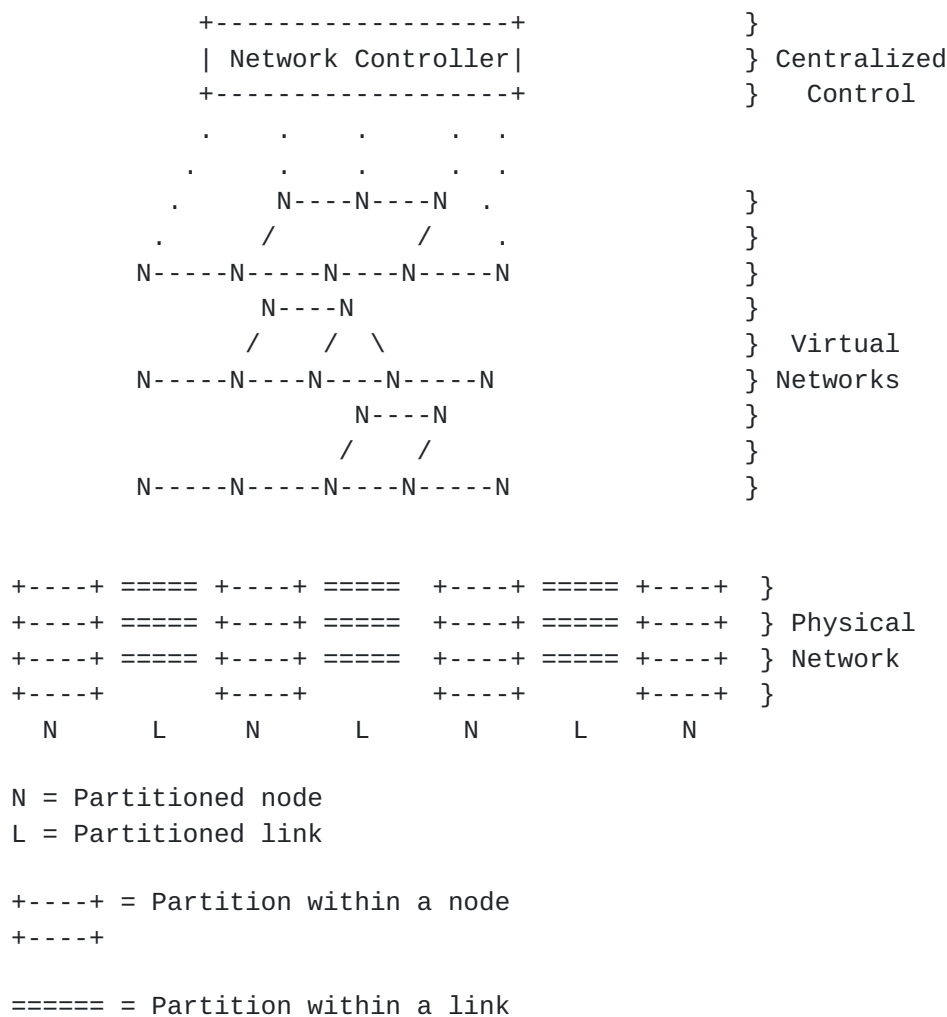 +-------------------+              }
            | Network Controller|              } Centralized
            +-------------------+              }   Control
            .    .    .     .  .
           .     .    .     .  .
          .      N----N----N  .                }
         .      /         /    .               }
        N-----N-----N----N-----N               }
                N----N                         }
               /    /  \                       }  Virtual
        N-----N----N----N-----N                } Networks
                      N----N                   }
                     /    /                    }
        N-----N-----N----N-----N               }

+----+ ===== +----+ =====  +----+ ===== +----+  }
+----+ ===== +----+ =====  +----+ ===== +----+  } Physical
+----+ ===== +----+ =====  +----+ ===== +----+  } Network
+----+       +----+        +----+       +----+  }
  N      L     N      L      N      L     N

N = Partitioned node
L = Partitioned link

+----+ = Partition within a node
+----+

====== = Partition within a link